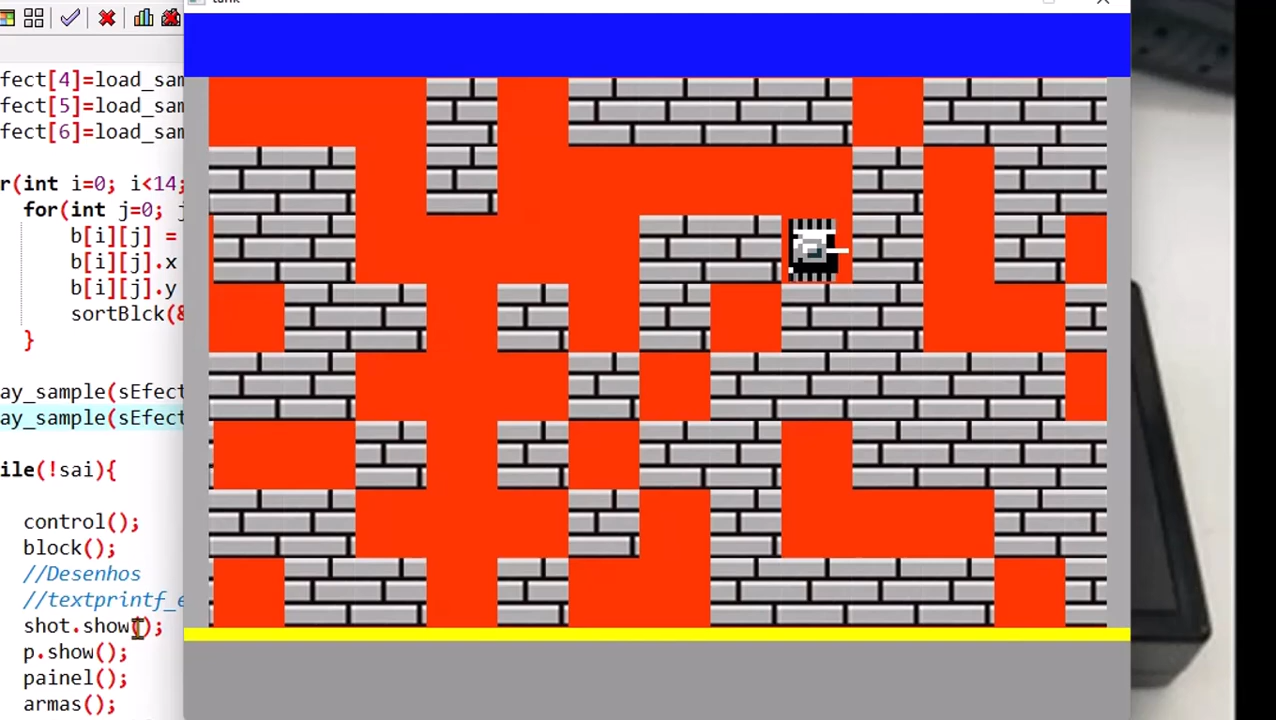 fect[4]=load_sam
fect[5]=load_sam
fect[6]=load_sam
r(int i=0; i<14;
for(int j=0; j
b[i][j] =
b[i][j].x
b[i][j].y
sortBlck(&
}
ay_sample(sEfect
ay_sample(sEfect
ile(!sai){
control();
block();
//Desenhos
//textprintf_e
shot.show();
p.show();
painel();
armas();